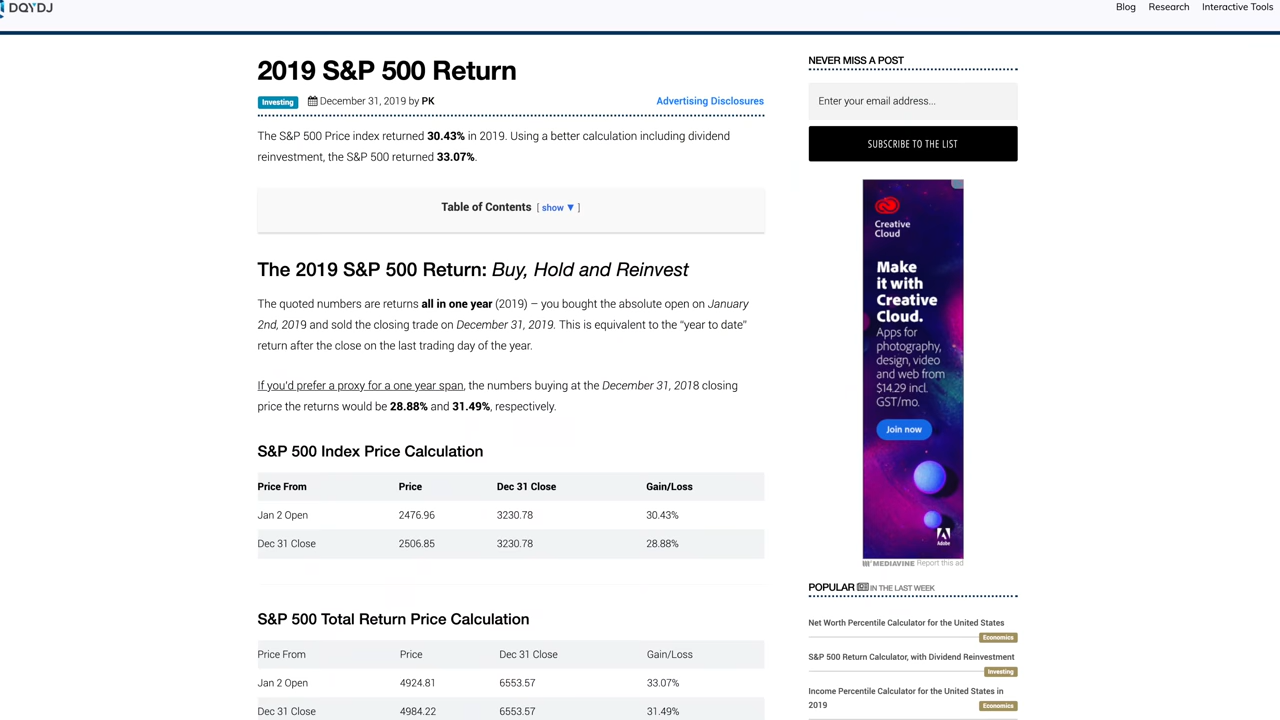 DQYDJ
Blog Research Interactive Tools
2019 S&P 500 Return
Investing December 31, 2019 by PK Advertising Disclosures
The S&P 500 Price index returned 30.43% in 2019. Using a better calculation including dividend
reinvestment, the S&P 500 returned 33.07%.
Table of Contents [ show ▼ ]
The 2019 S&P 500 Return: Buy, Hold and Reinvest
The quoted numbers are returns all in one year (2019) – you bought the absolute open on January
2nd, 2019 and sold the closing trade on December 31, 2019. This is equivalent to the "year to date"
return after the close on the last trading day of the year.
If you'd prefer a proxy for a one year span, the numbers buying at the December 31, 2018 closing
price the returns would be 28.88% and 31.49%, respectively.
S&P 500 Index Price Calculation
Price From Price Dec 31 Close Gain/Loss
Jan 2 Open 2476.96 3230.78 30.43%
Dec 31 Close 2506.85 3230.78 28.88%
S&P 500 Total Return Price Calculation
Price From Price Dec 31 Close Gain/Loss
Jan 2 Open 4924.81 6553.57 33.07%
Dec 31 Close 4984.22 6553.57 31.49%
NEVER MISS A POST
Enter your email address...
SUBSCRIBE TO THE LIST
Creative
Cloud
Make
it with
Creative
Cloud.
Apps for
photography,
design, video
and web from
$14.29 incl.
GST/mo.
Join now
Adobe
MEDIAVINE Report this ad
POPULAR IN THE LAST WEEK
Net Worth Percentile Calculator for the United States
Economics
S&P 500 Return Calculator, with Dividend Reinvestment
Investing
Income Percentile Calculator for the United States in
2019
Economics